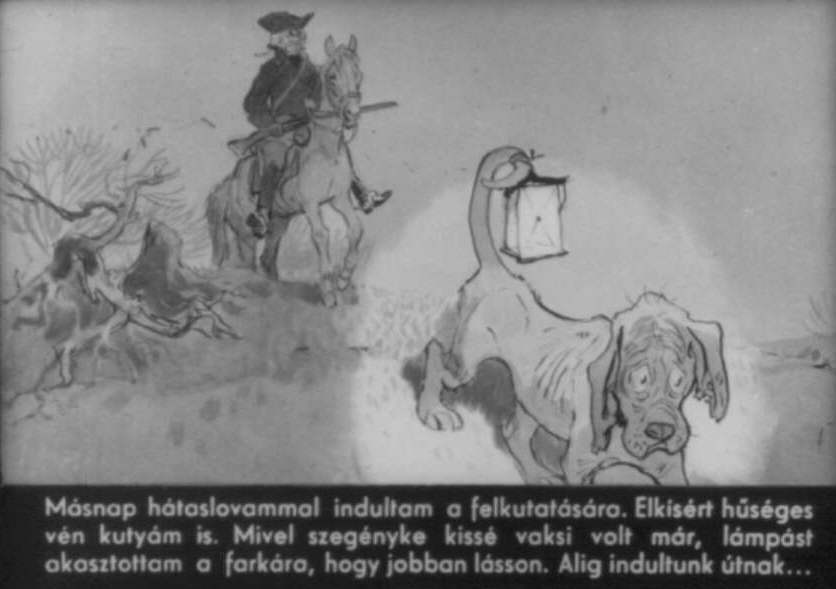 Másnap hátaslovammal indultam a felkutatására. Elkísért hűséges
vén kutyám is. Mivel szegényke kissé vaksi volt már, lámpást
akasztottam a farkára, hogy jobban lásson. Alig indultunk útnak...